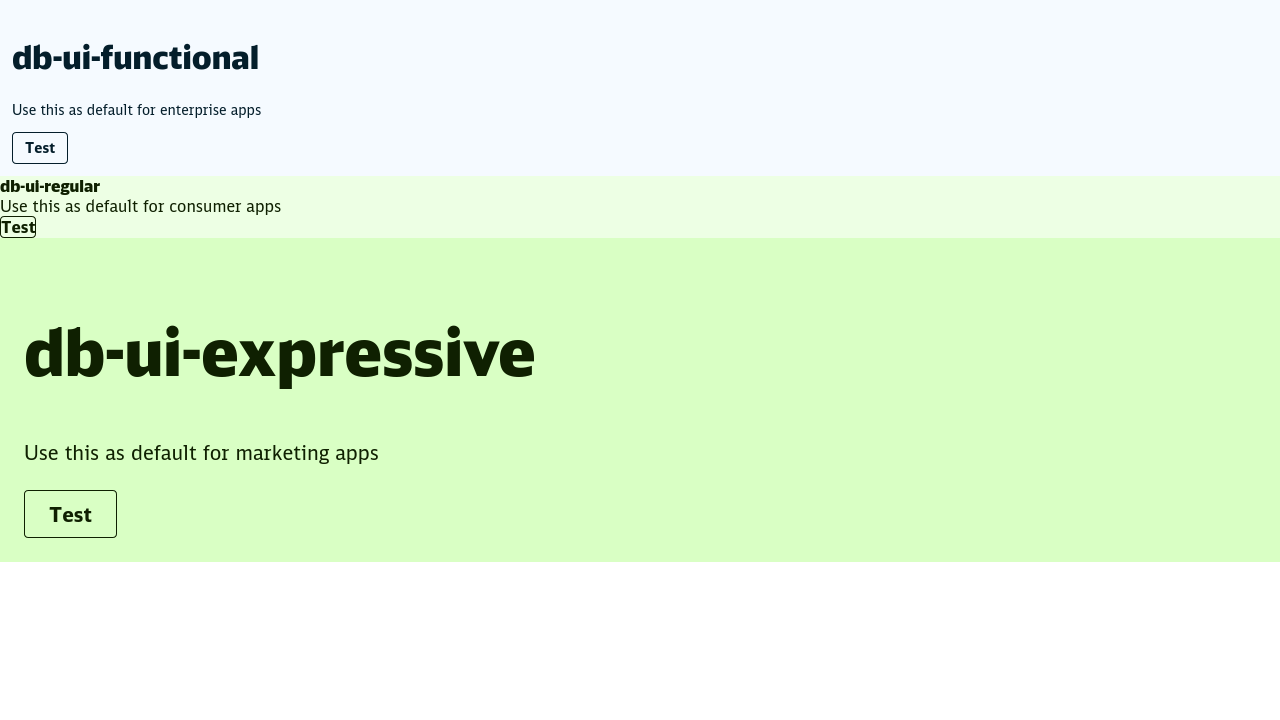 db-ui-functional
Use this as default for enterprise apps
Test
db-ui-regular
Use this as default for consumer apps
Test
db-ui-expressive
Use this as default for marketing apps
Test